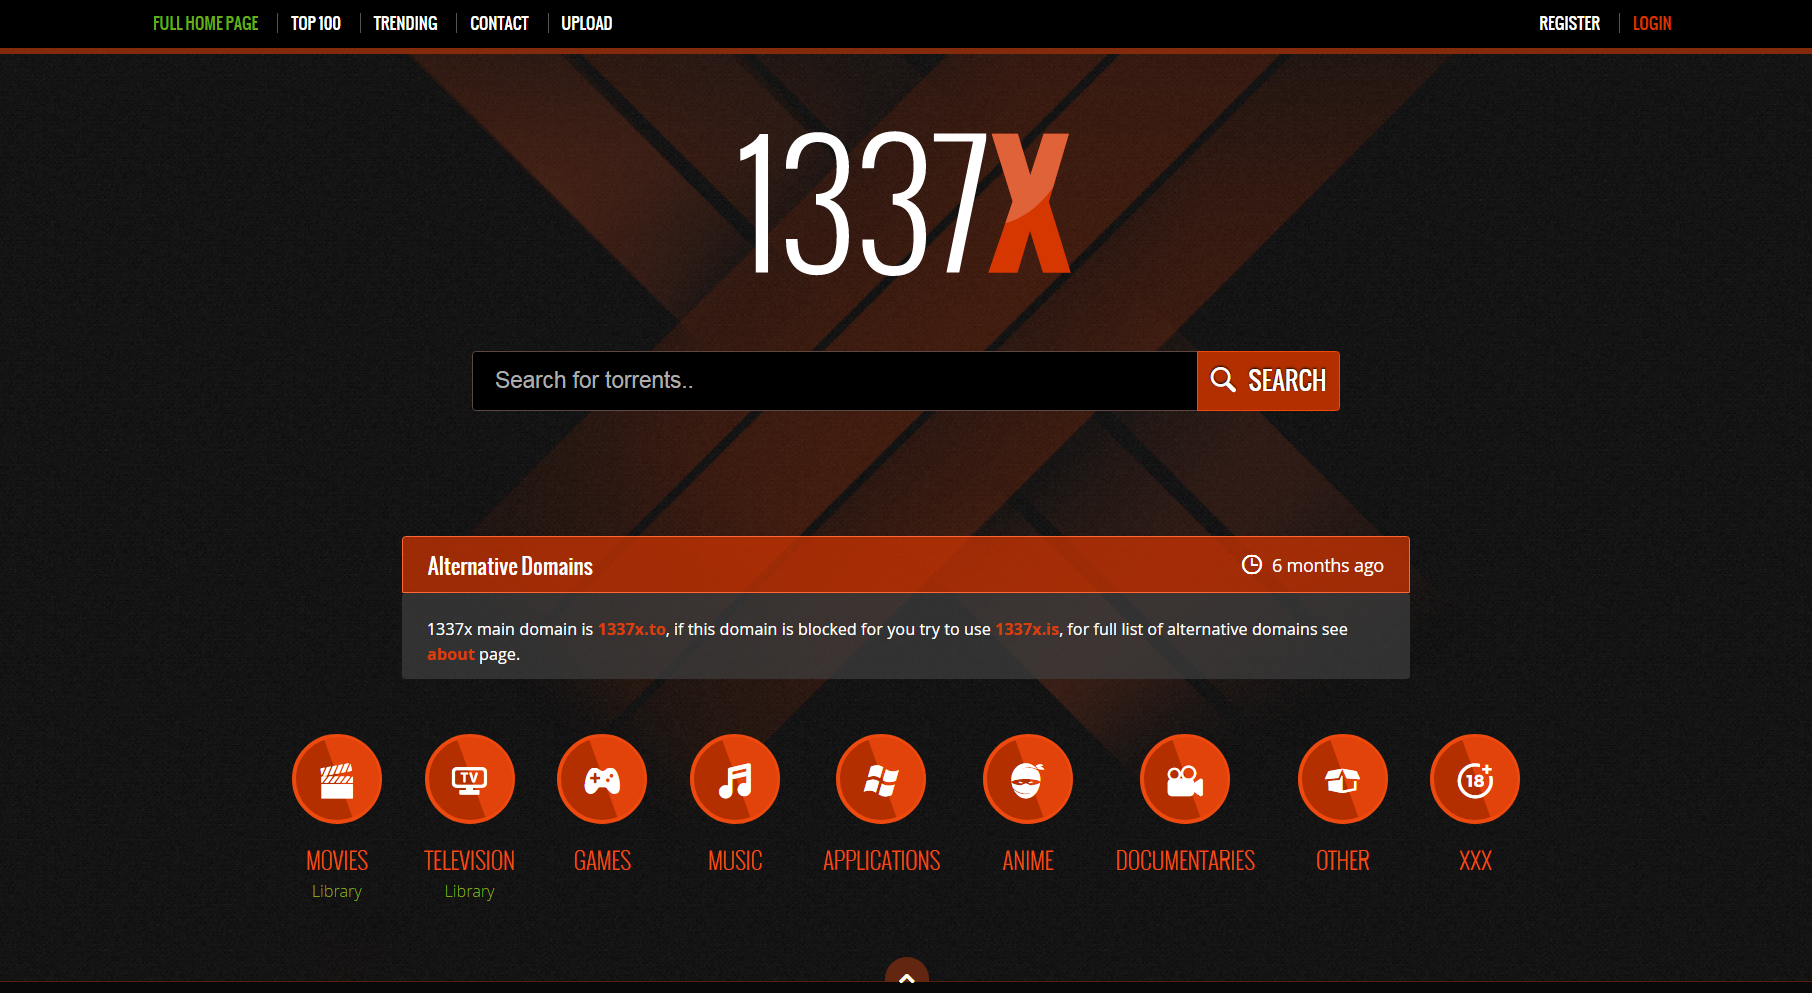 FULL HOME PAGE TOP 100 TRENDING CONTACT UPLOAD REGISTER LOGIN
1337X
Search for torrents.. SEARCH
Alternative Domains 6 months ago
1337x main domain is 1337x.to, if this domain is blocked for you try to use 1337x.is, for full list of alternative domains see
about page.
TV 18+
MOVIES TELEVISION GAMES MUSIC APPLICATIONS ANIME DOCUMENTARIES OTHER XXX
Library Library